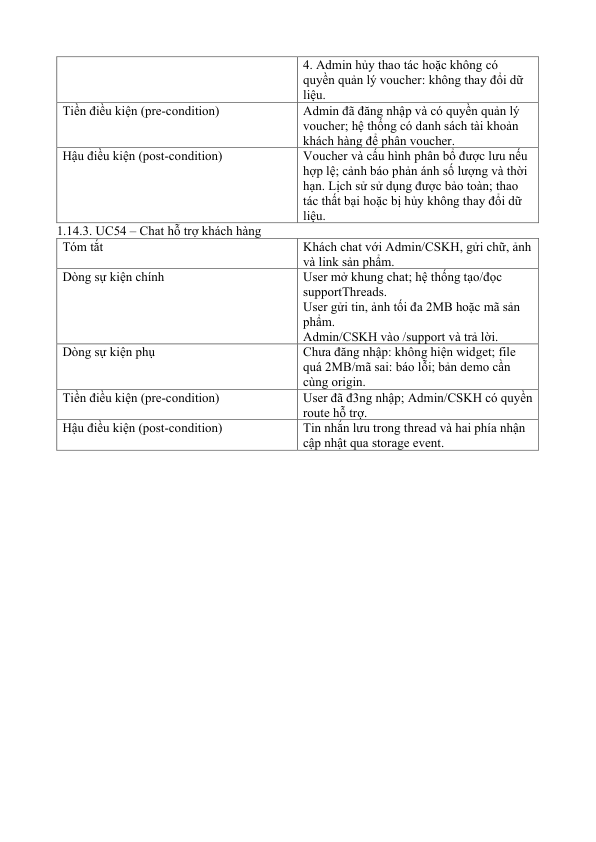 4. Admin hủy thao tác hoặc không có
quyền quản lý voucher: không thay đổi dữ
liệu.
Tiền điều kiện (pre-condition)
Admin đã đăng nhập và có quyền quản lý
voucher; hệ thống có danh sách tài khoản
khách hàng để phân voucher.
Hậu điều kiện (post-condition)
Voucher và cấu hình phân bổ được lưu nếu
hợp lệ; cảnh báo phản ánh số lượng và thời
hạn. Lịch sử sử dụng được bảo toàn; thao
tác thất bại hoặc bị hủy không thay đổi dữ
liệu.
1.14.3. UC54 – Chat hỗ trợ khách hàng
Tóm tắt
Khách chat với Admin/CSKH, gửi chữ, ảnh
và link sản phẩm.
Dòng sự kiện chính
User mở khung chat; hệ thống tạo/đọc
supportThreads.
User gửi tin, ảnh tối đa 2MB hoặc mã sản
phẩm.
Admin/CSKH vào /support và trả lời.
Dòng sự kiện phụ
Chưa đăng nhập: không hiện widget; file
quá 2MB/mã sai: báo lỗi; bản demo cần
cùng origin.
Tiền điều kiện (pre-condition)
User đã đ3ng nhập; Admin/CSKH có quyền
route hỗ trợ.
Hậu điều kiện (post-condition)
Tin nhắn lưu trong thread và hai phía nhận
cập nhật qua storage event.